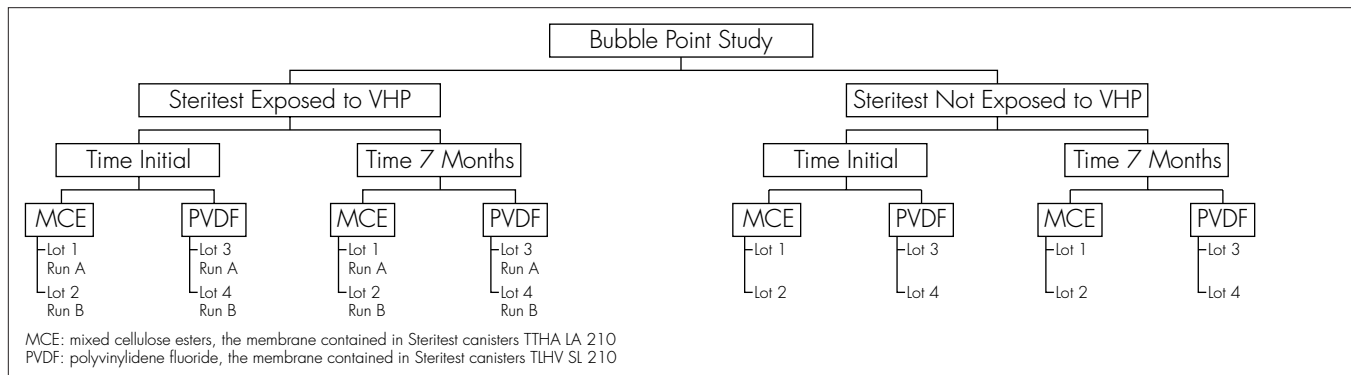 Bubble Point Study
Steritest Exposed to VHP
Steritest Not Exposed to VHP
Time Initial
Time 7 Months
Time Initial
Time 7 Months
MCE
PVDF
MCE
PVDF
MCE
PVDF
MCE
PVDF
Lot 1
Run A
Lot 2
Run B
Lot 3
Run A
Lot 4
Run B
Lot 1
Run A
Lot 2
Run B
Lot 3
Run A
Lot 4
Run B
Lot 1
Lot 2
Lot 3
Lot 4
Lot 1
Lot 2
Lot 3
Lot 4
MCE: mixed cellulose esters, the membrane contained in Steritest canisters TTHA LA 210
PVDF: polyvinylidene fluoride, the membrane contained in Steritest canisters TLHV SL 210